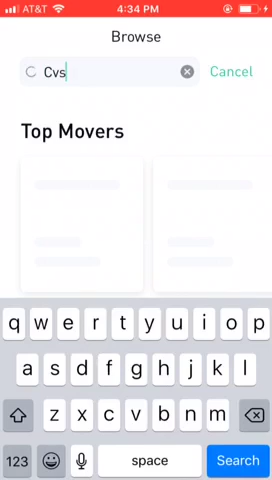 AT&T 4:34 PM
Browse
Cvs Cancel
Top Movers
q w e r t y u i o p
a s d f g h j k l
z x c v b n m
123 space Search